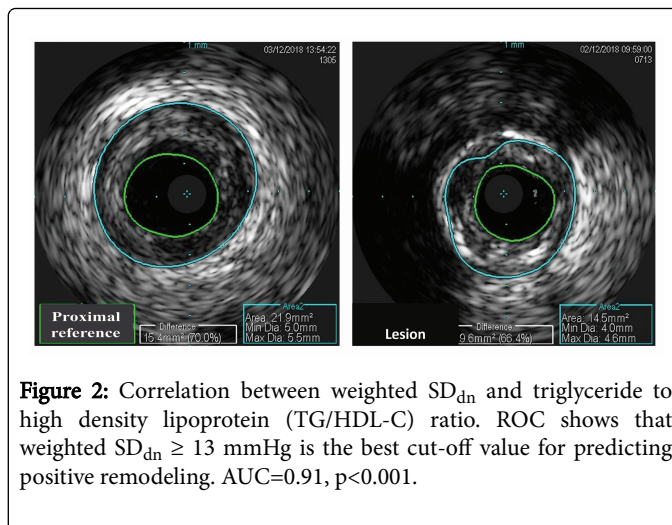 1 mm
03/12/2018 13:54:22
1305
Proximal
reference
Difference
15.4mm² (70.0%)
Area2
Area: 21.9mm²
Min Dia: 5.0mm
Max Dia: 5.5mm
1 mm
02/12/2018 09:59:00
0713
Lesion
Difference
9.6mm² (66.4%)
Area2
Area: 14.5mm²
Min Dia: 4.0mm
Max Dia: 4.6mm
Figure 2: Correlation between weighted SDdn and triglyceride to
high density lipoprotein (TG/HDL-C) ratio. ROC shows that
weighted SDdn ≥ 13 mmHg is the best cut-off value for predicting
positive remodeling. AUC=0.91, p<0.001.